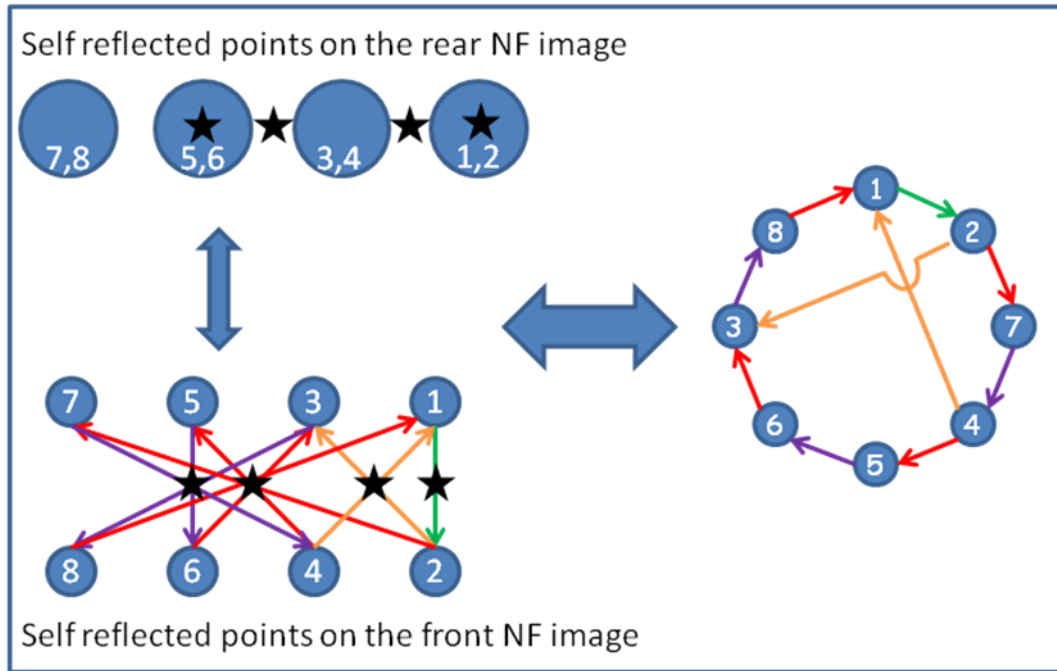 Self reflected points on the rear NF image
7,8 5,6 3,4 1,2
1
8 2
3 7
6 4
5
7 5 3 1
8 6 4 2
Self reflected points on the front NF image